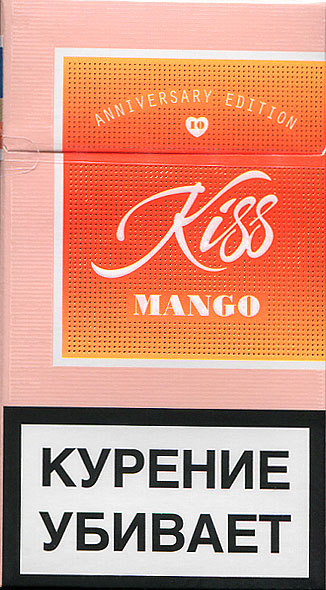 ANNIVERSARY EDITION
10
Kiss
MANGO
КУРЕНИЕ
УБИВАЕТ